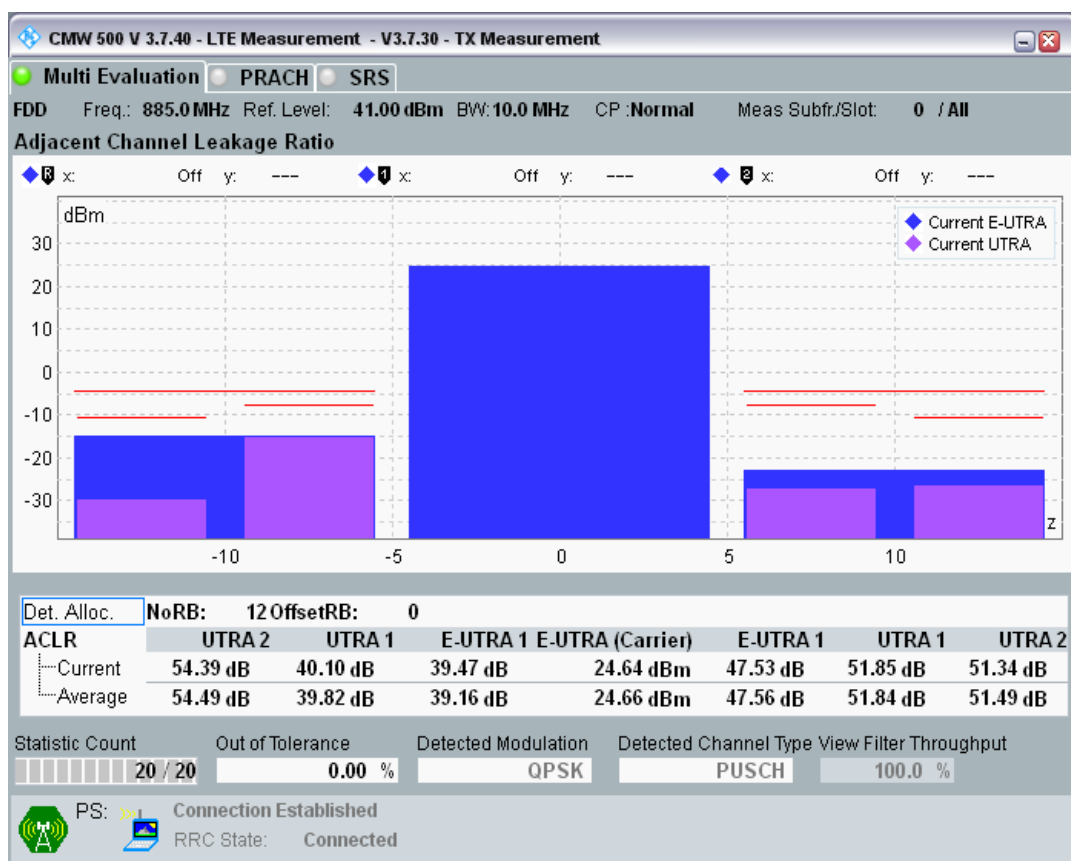 CMW 500 V 3.7.40 - LTE Measurement - V3.7.30 - TX Measurement
Multi Evaluation PRACH SRS
FDD Freq.: 885.0 MHz Ref. Level: 41.00 dBm BW: 10.0 MHz CP :Normal Meas Subfr./Slot: 0 / All
Adjacent Channel Leakage Ratio
R x: Off y: --- 1 x: Off y: --- 2 x: Off y: ---
dBm
Current E-UTRA
Current UTRA
30
20
10
0
-10
-20
-30
z
-10 -5 0 5 10
Det. Alloc. NoRB: 12 OffsetRB: 0
ACLR UTRA 2 UTRA 1 E-UTRA 1 E-UTRA (Carrier) E-UTRA 1 UTRA 1 UTRA 2
Current 54.39 dB 40.10 dB 39.47 dB 24.64 dBm 47.53 dB 51.85 dB 51.34 dB
Average 54.49 dB 39.82 dB 39.16 dB 24.66 dBm 47.56 dB 51.84 dB 51.49 dB
Statistic Count Out of Tolerance Detected Modulation Detected Channel Type View Filter Throughput
20 / 20 0.00 % QPSK PUSCH 100.0 %
PS: Connection Established
RRC State: Connected